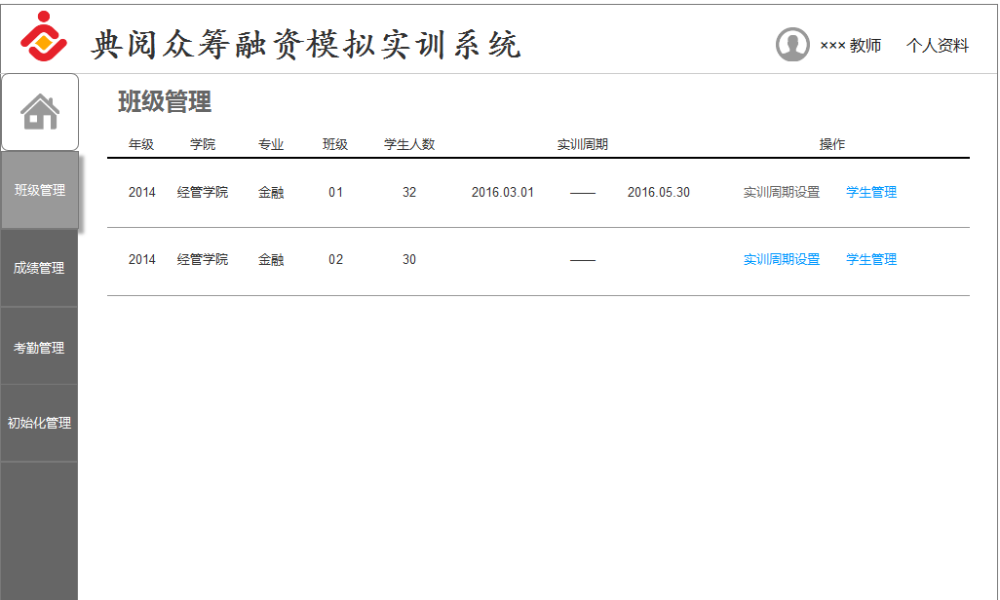 典阅众筹融资模拟实训系统
××× 教师 个人资料
班级管理
年级 学院 专业 班级 学生人数 实训周期 操作
班级管理
2014 经管学院 金融 01 32 2016.03.01 —— 2016.05.30 实训周期设置 学生管理
2014 经管学院 金融 02 30 —— 实训周期设置 学生管理
成绩管理
考勤管理
初始化管理